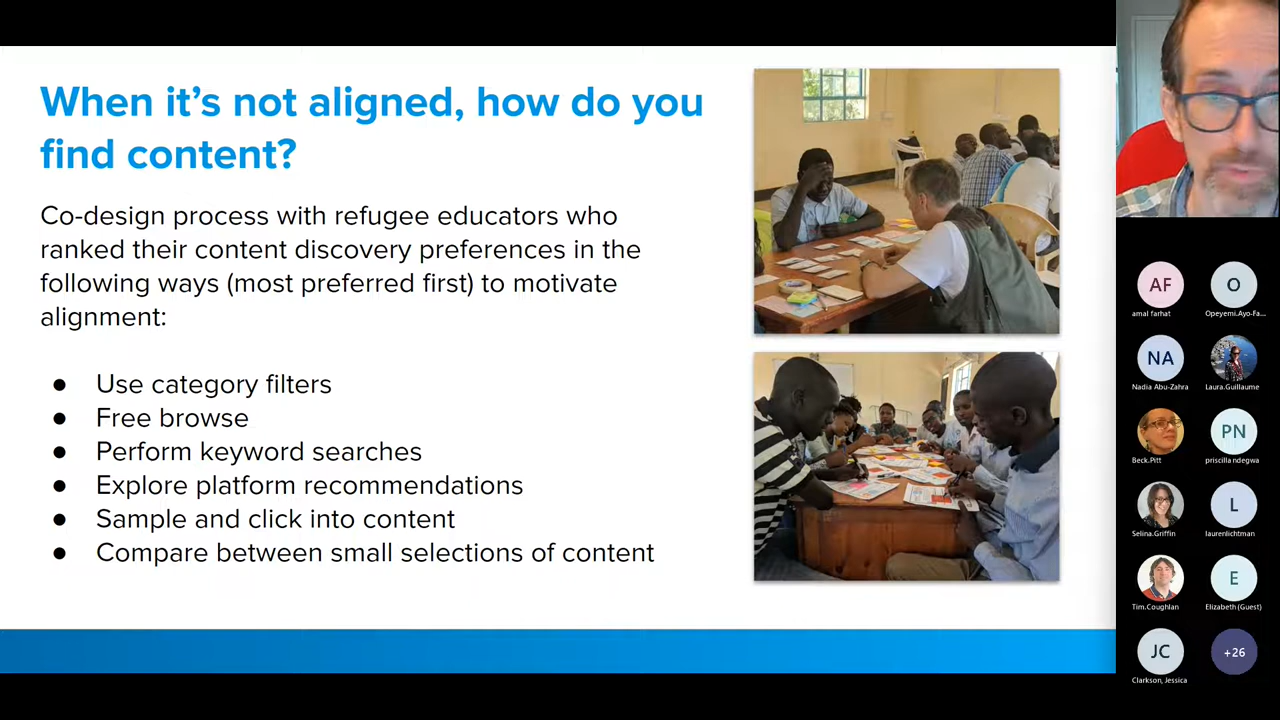 When it's not aligned, how do you
find content?
Co-design process with refugee educators who
ranked their content discovery preferences in the
following ways (most preferred first) to motivate
alignment:
● Use category filters
● Free browse
● Perform keyword searches
● Explore platform recommendations
● Sample and click into content
● Compare between small selections of content
AF
amal farhat
O
Opeyemi.Ayo-Fa...
NA
Nadia Abu-Zahra
Laura.Guillaume
Beck.Pitt
PN
priscilla ndegwa
Selina.Griffin
L
laurenlichtman
Tim.Coughlan
E
Elizabeth (Guest)
JC
Clarkson, Jessica
+26